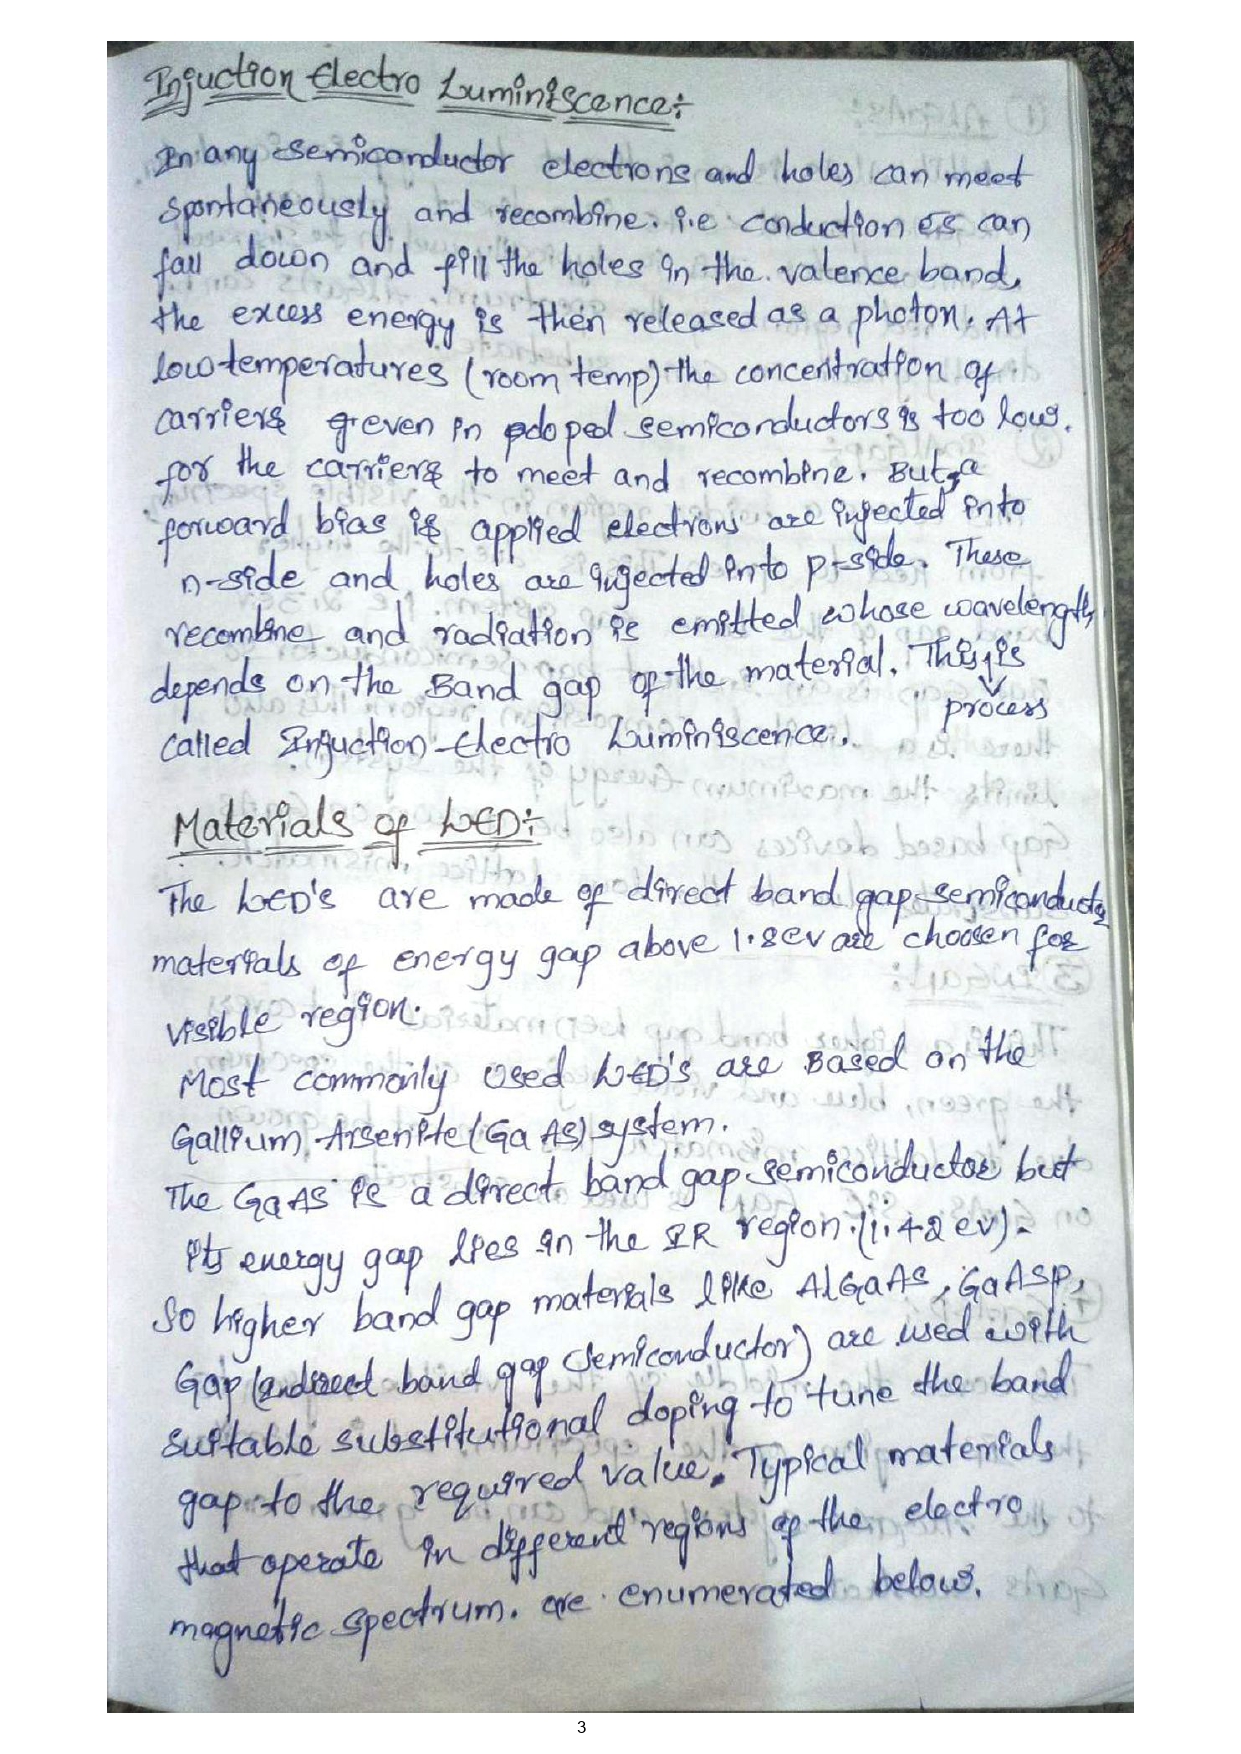 Injuction Electro Luminiscence:
In any semiconductor electrons and holes can meet
spontaneously and recombine. i.e conduction es can
fall down and fill the holes in the valence band,
the excess energy is then released as a photon. At
low temperatures (room temp) the concentration of
carriers even in doped semiconductors is too low.
for the carriers to meet and recombine. But, a
forward bias is applied electrons are injected into
n-side and holes are injected into p-side. These
recombine and radiation is emitted whose wavelength
depends on the Band gap of the material. This is
process
called Injuction Electro Luminiscence.
Materials of LED:
The LED's are made of direct band gap semiconductor
materials of energy gap above 1.8ev are choosen for
visible region.
Most commonly used LED's are Based on the
Gallium Arsenite (Ga As) system.
The GaAs is a direct band gap semiconductor but
its energy gap lies in the IR region.(1.42 ev).
So higher band gap materials like AlGaAs, GaAsp,
Gap (indirect band gap semiconductor) are used with
suitable substitutional doping to tune the band
gap to the required value. Typical materials
that operate in different regions of the electro
magnetic spectrum. are enumerated below.
3